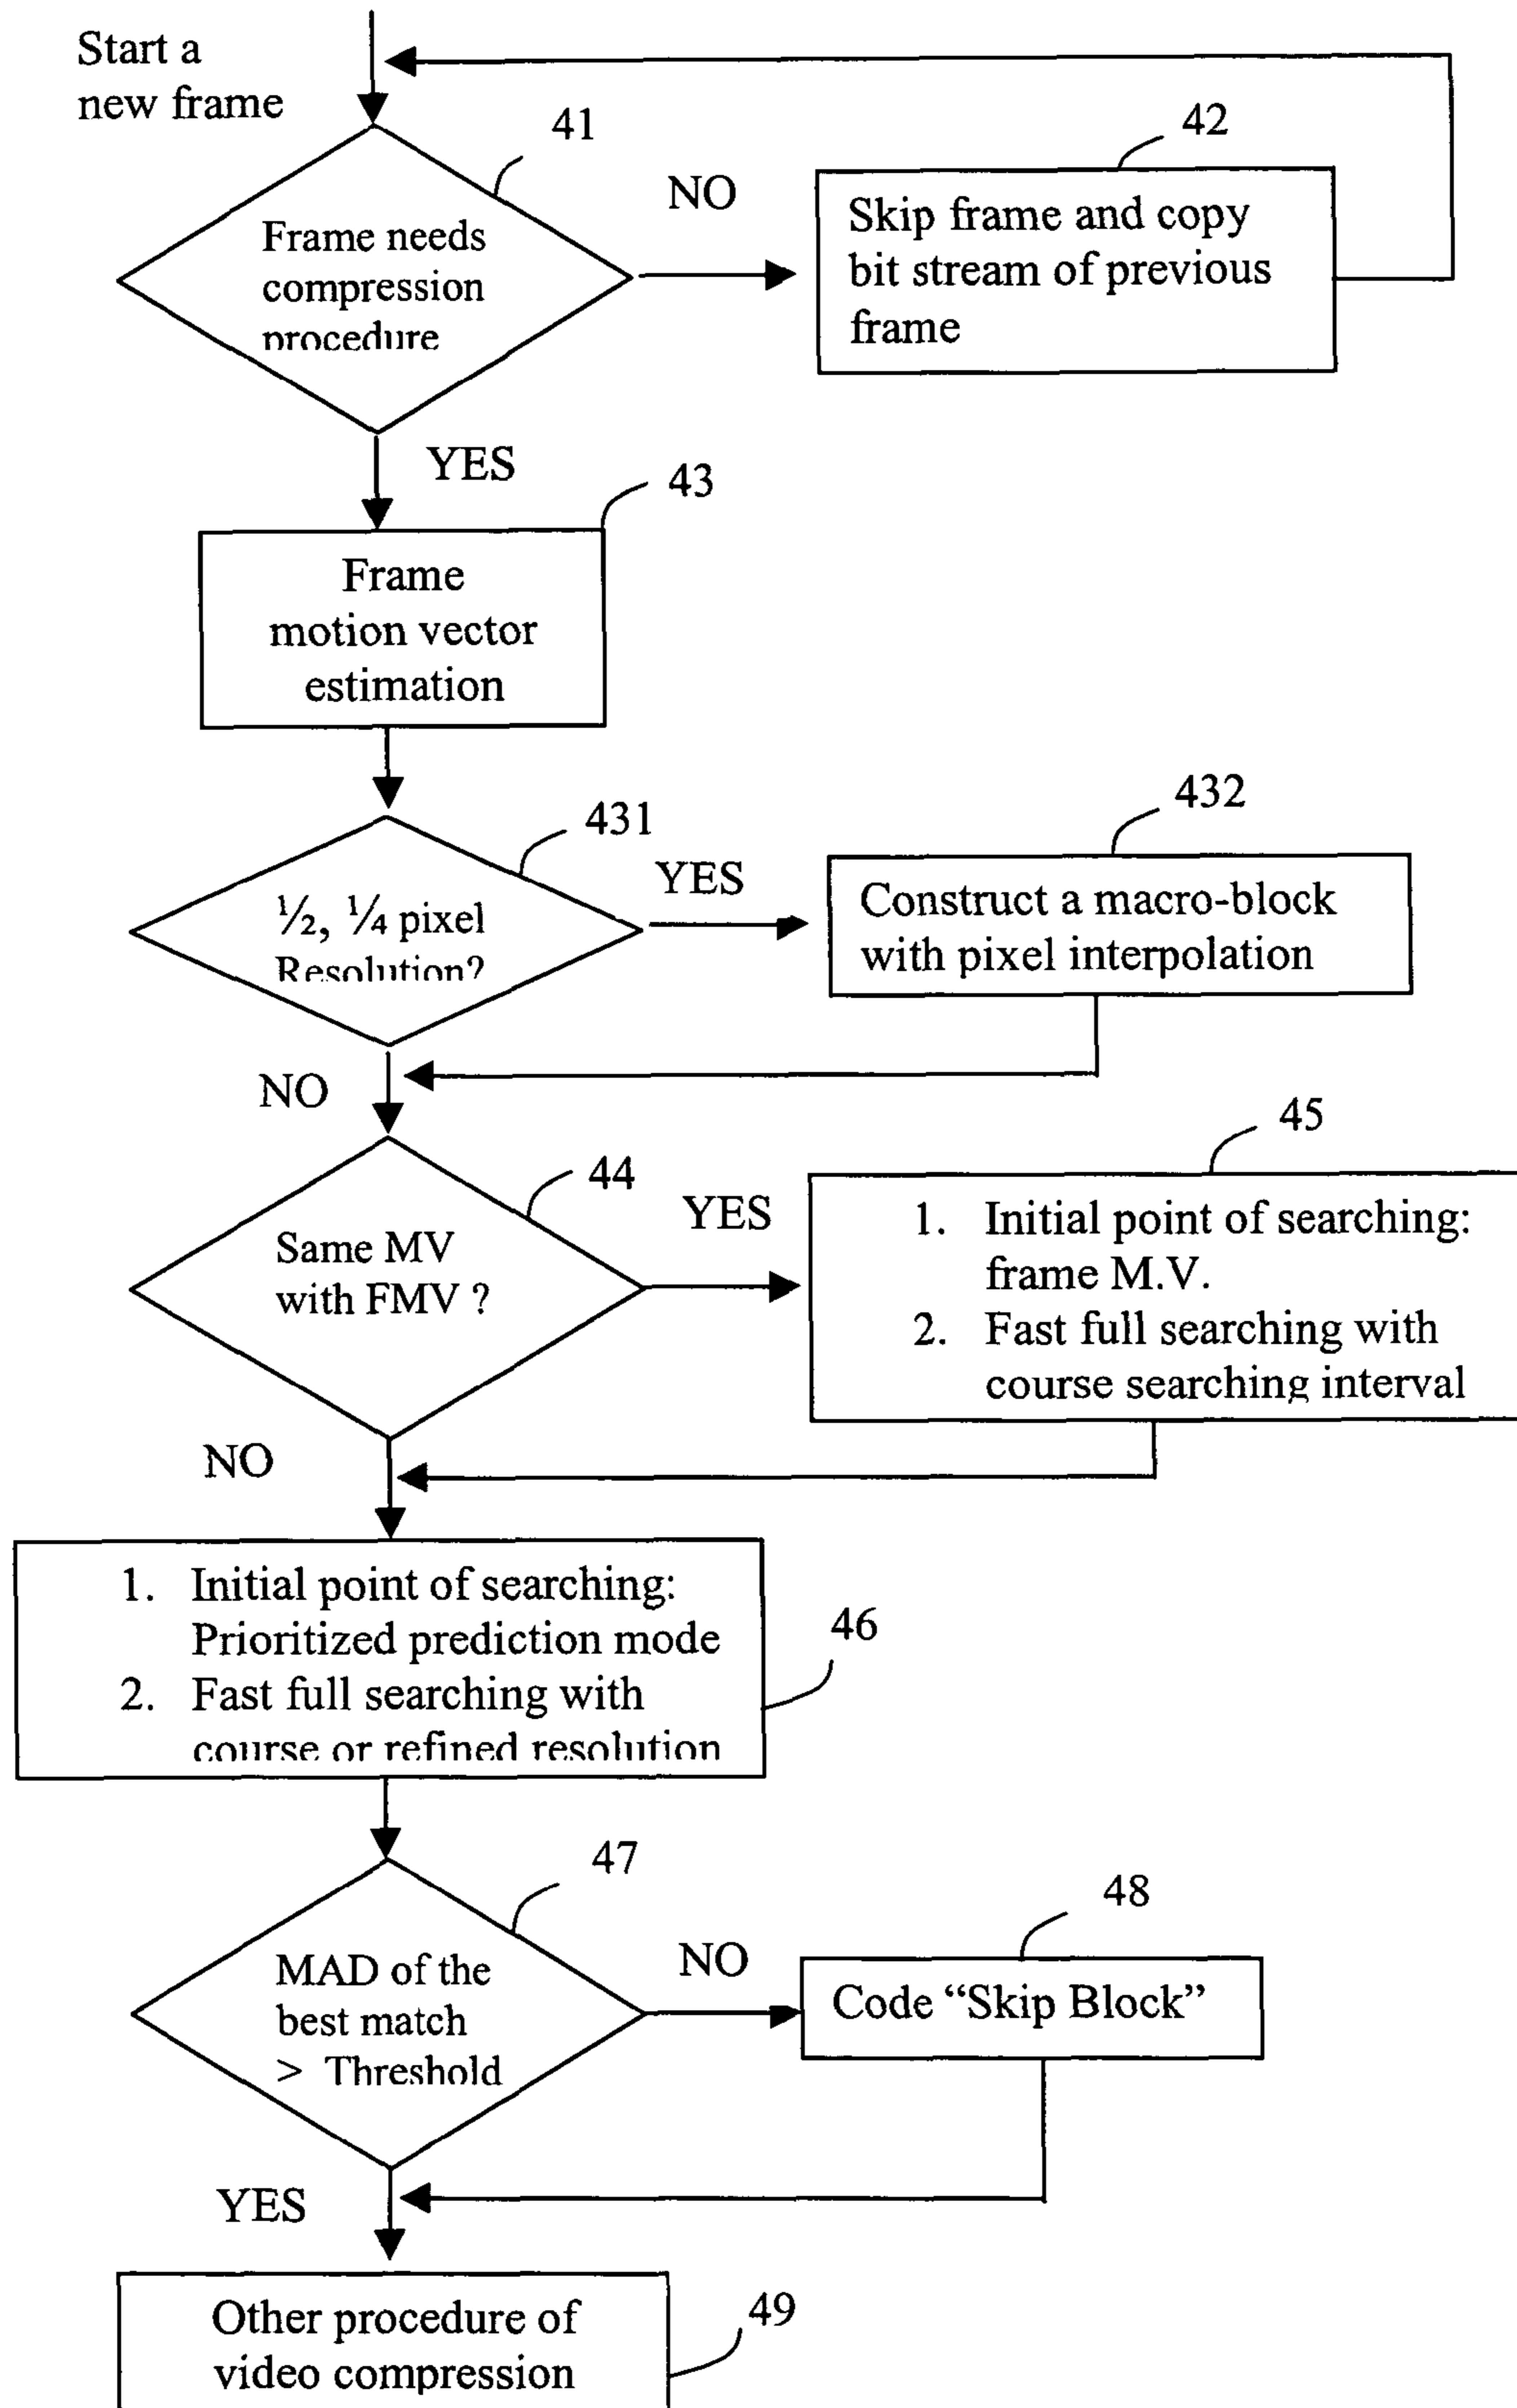 Start a
new frame
41
Frame needs
compression
procedure
NO
42
Skip frame and copy
bit stream of previous
frame
YES
43
Frame
motion vector
estimation
431
½, ¼ pixel
Resolution?
YES
432
Construct a macro-block
with pixel interpolation
NO
44
Same MV
with FMV ?
YES
45
1. Initial point of searching:
frame M.V.
2. Fast full searching with
course searching interval
NO
1. Initial point of searching:
Prioritized prediction mode
2. Fast full searching with
course or refined resolution
46
47
MAD of the
best match
> Threshold
NO
48
Code “Skip Block”
YES
Other procedure of
video compression
49